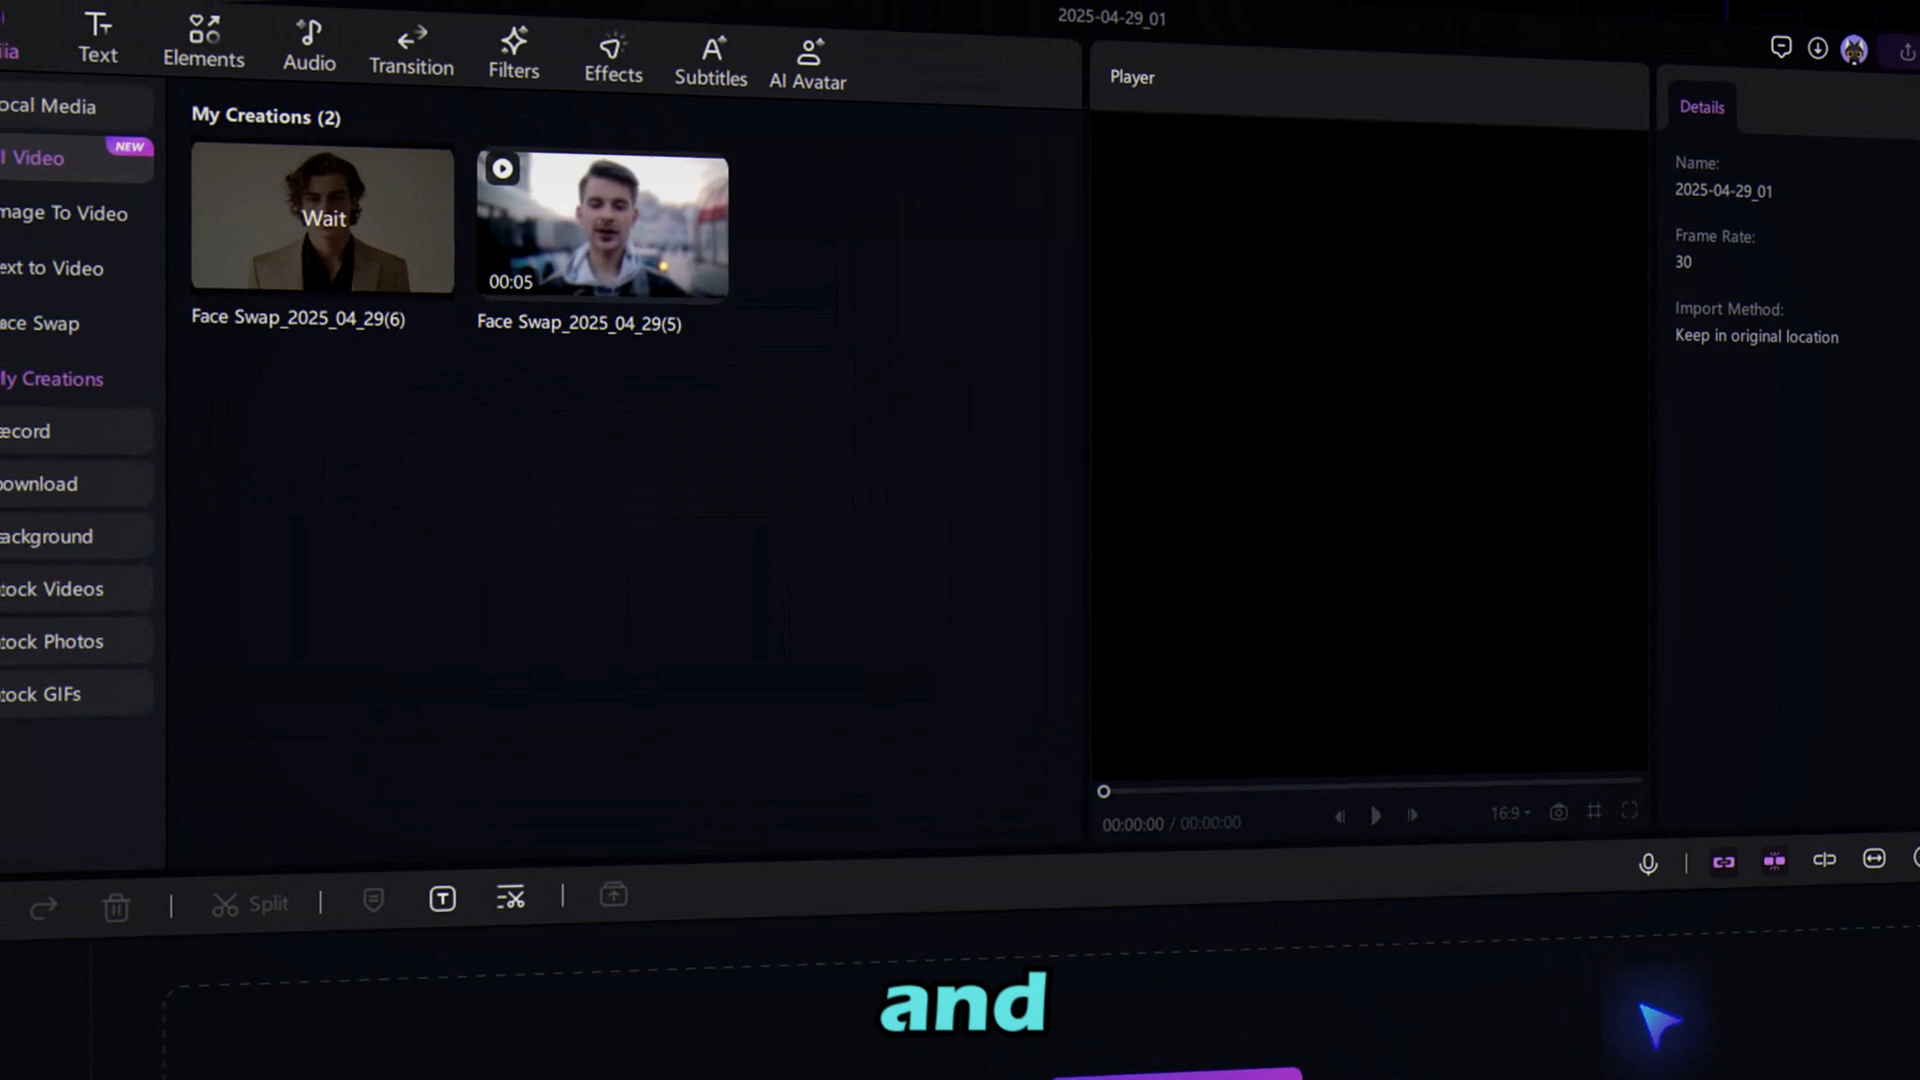 2025-04-29_01
Text
Elements
Audio
Transition
Filters
Effects
Subtitles
AI Avatar
Player
Details
ocal Media
I Video
NEW
mage To Video
ext to Video
ace Swap
ly Creations
ecord
ownload
ackground
tock Videos
tock Photos
tock GIFs
My Creations (2)
Wait
00:05
Face Swap_2025_04_29(6)
Face Swap_2025_04_29(5)
Name:
2025-04-29_01
Frame Rate:
30
Import Method:
Keep in original location
00:00:00 / 00:00:00
16:9
Split
and